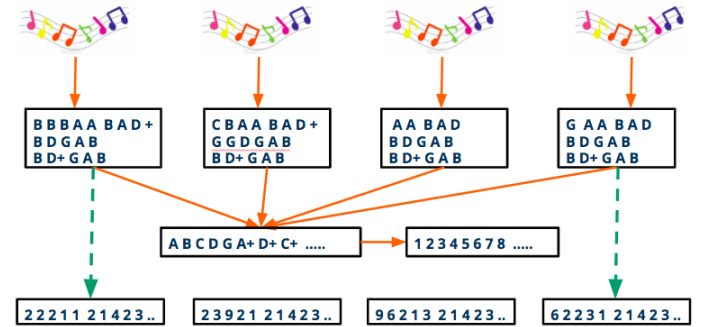 B B B A A B A D +
B D G A B
B D+ G A B
C B A A B A D +
G G D G A B
B D+ G A B
A A B A D
B D G A B
B D+ G A B
G A A B A D
B D G A B
B D+ G A B
A B C D G A+ D+ C+ .....
1 2 3 4 5 6 7 8 .....
2 2 2 1 1 2 1 4 2 3 ..
2 3 9 2 1 2 1 4 2 3 ..
9 6 2 1 3 2 1 4 2 3 ..
6 2 2 3 1 2 1 4 2 3 ..